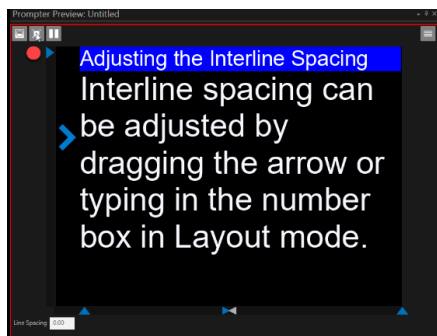 Prompter Preview: Untitled
Adjusting the Interline Spacing
Interline spacing can
be adjusted by
dragging the arrow or
typing in the number
box in Layout mode.
Line Spacing 0.00